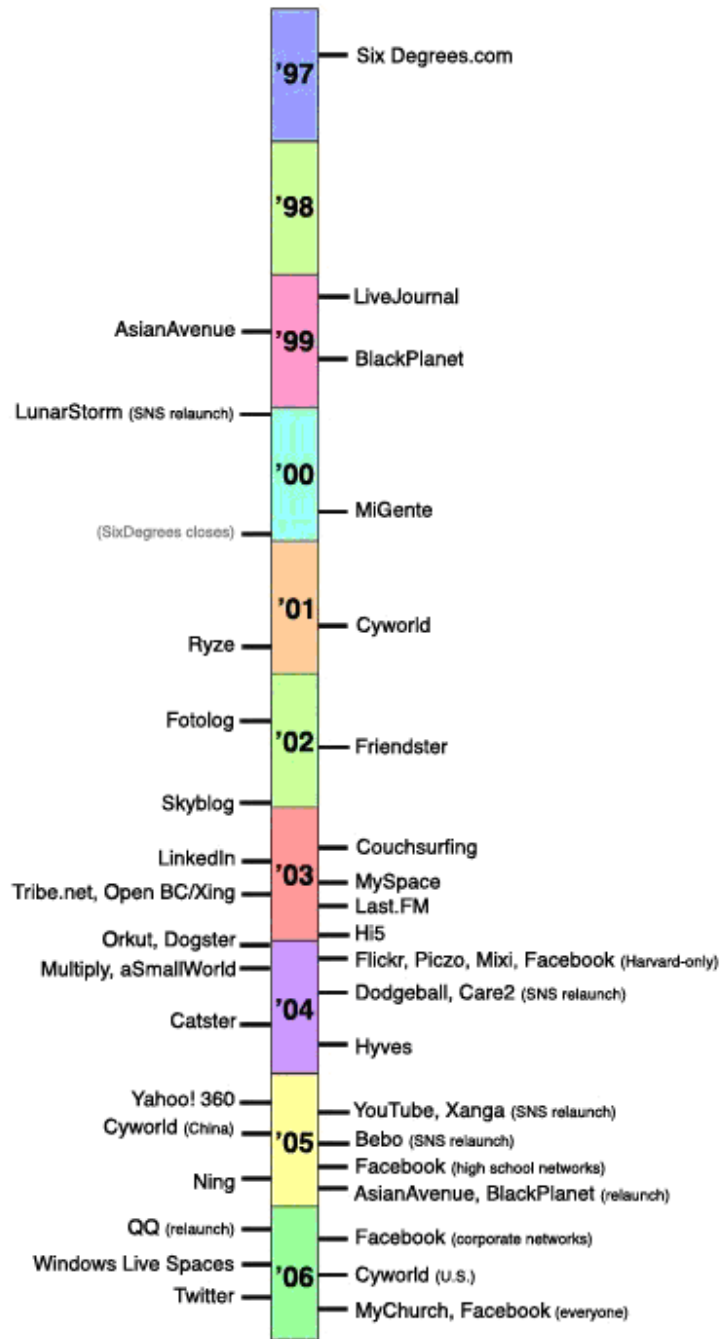 '97
Six Degrees.com
'98
LiveJournal
AsianAvenue
'99
BlackPlanet
LunarStorm (SNS relaunch)
'00
MiGente
(SixDegrees closes)
'01
Cyworld
Ryze
Fotolog
'02
Friendster
Skyblog
Couchsurfing
LinkedIn
'03
MySpace
Tribe.net, Open BC/Xing
Last.FM
Hi5
Orkut, Dogster
Flickr, Piczo, Mixi, Facebook (Harvard-only)
Multiply, aSmallWorld
Dodgeball, Care2 (SNS relaunch)
'04
Catster
Hyves
Yahoo! 360
YouTube, Xanga (SNS relaunch)
Cyworld (China)
'05
Bebo (SNS relaunch)
Facebook (high school networks)
Ning
AsianAvenue, BlackPlanet (relaunch)
QQ (relaunch)
Facebook (corporate networks)
Windows Live Spaces
'06
Cyworld (U.S.)
Twitter
MyChurch, Facebook (everyone)